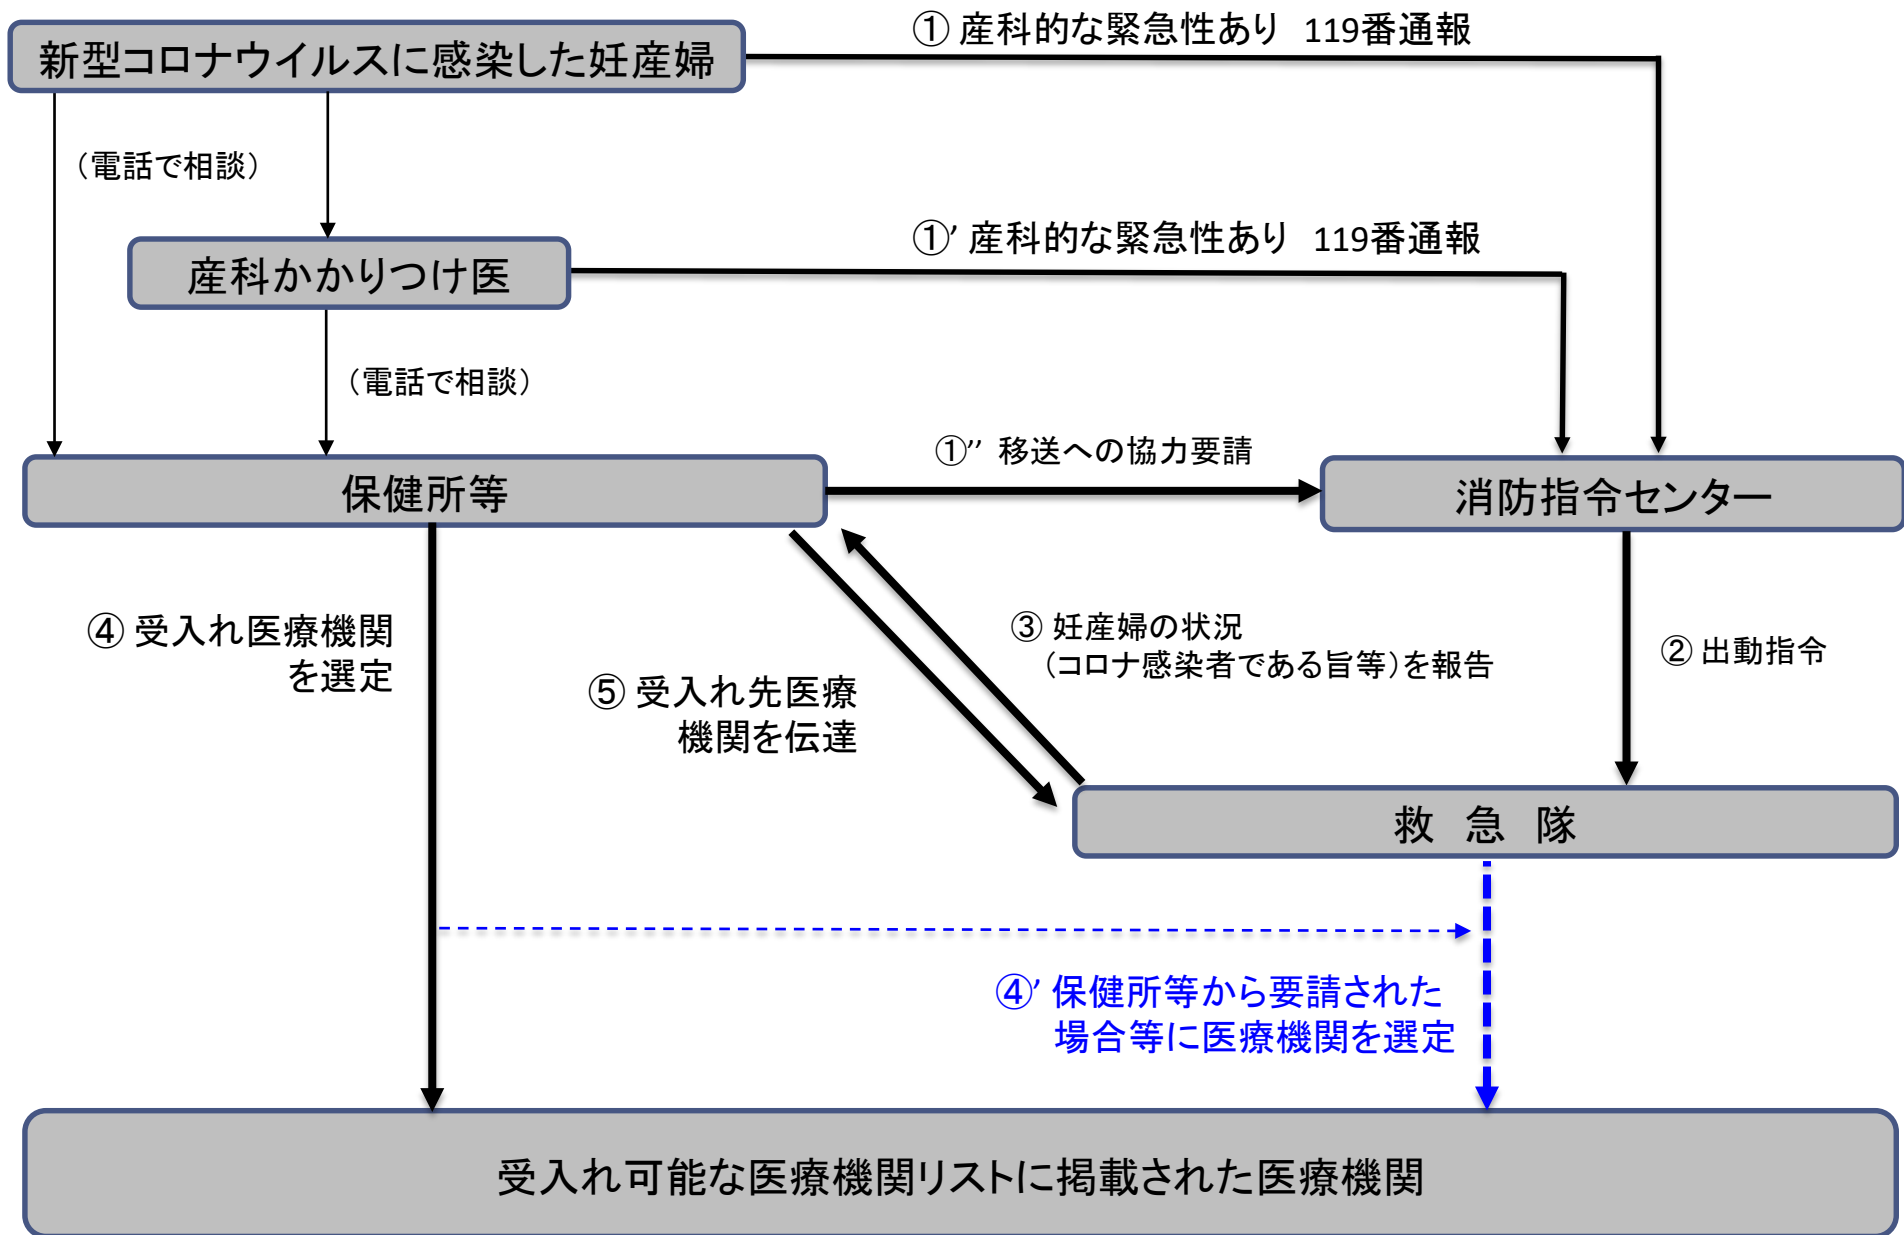 ① 産科的な緊急性あり 119番通報
新型コロナウイルスに感染した妊産婦
（電話で相談）
①’ 産科的な緊急性あり 119番通報
産科かかりつけ医
（電話で相談）
①’’ 移送への協力要請
保健所等
消防指令センター
④ 受入れ医療機関
を選定
③ 妊産婦の状況
（コロナ感染者である旨等）を報告
② 出動指令
⑤ 受入れ先医療
機関を伝達
救 急 隊
④’ 保健所等から要請された
場合等に医療機関を選定
受入れ可能な医療機関リストに掲載された医療機関